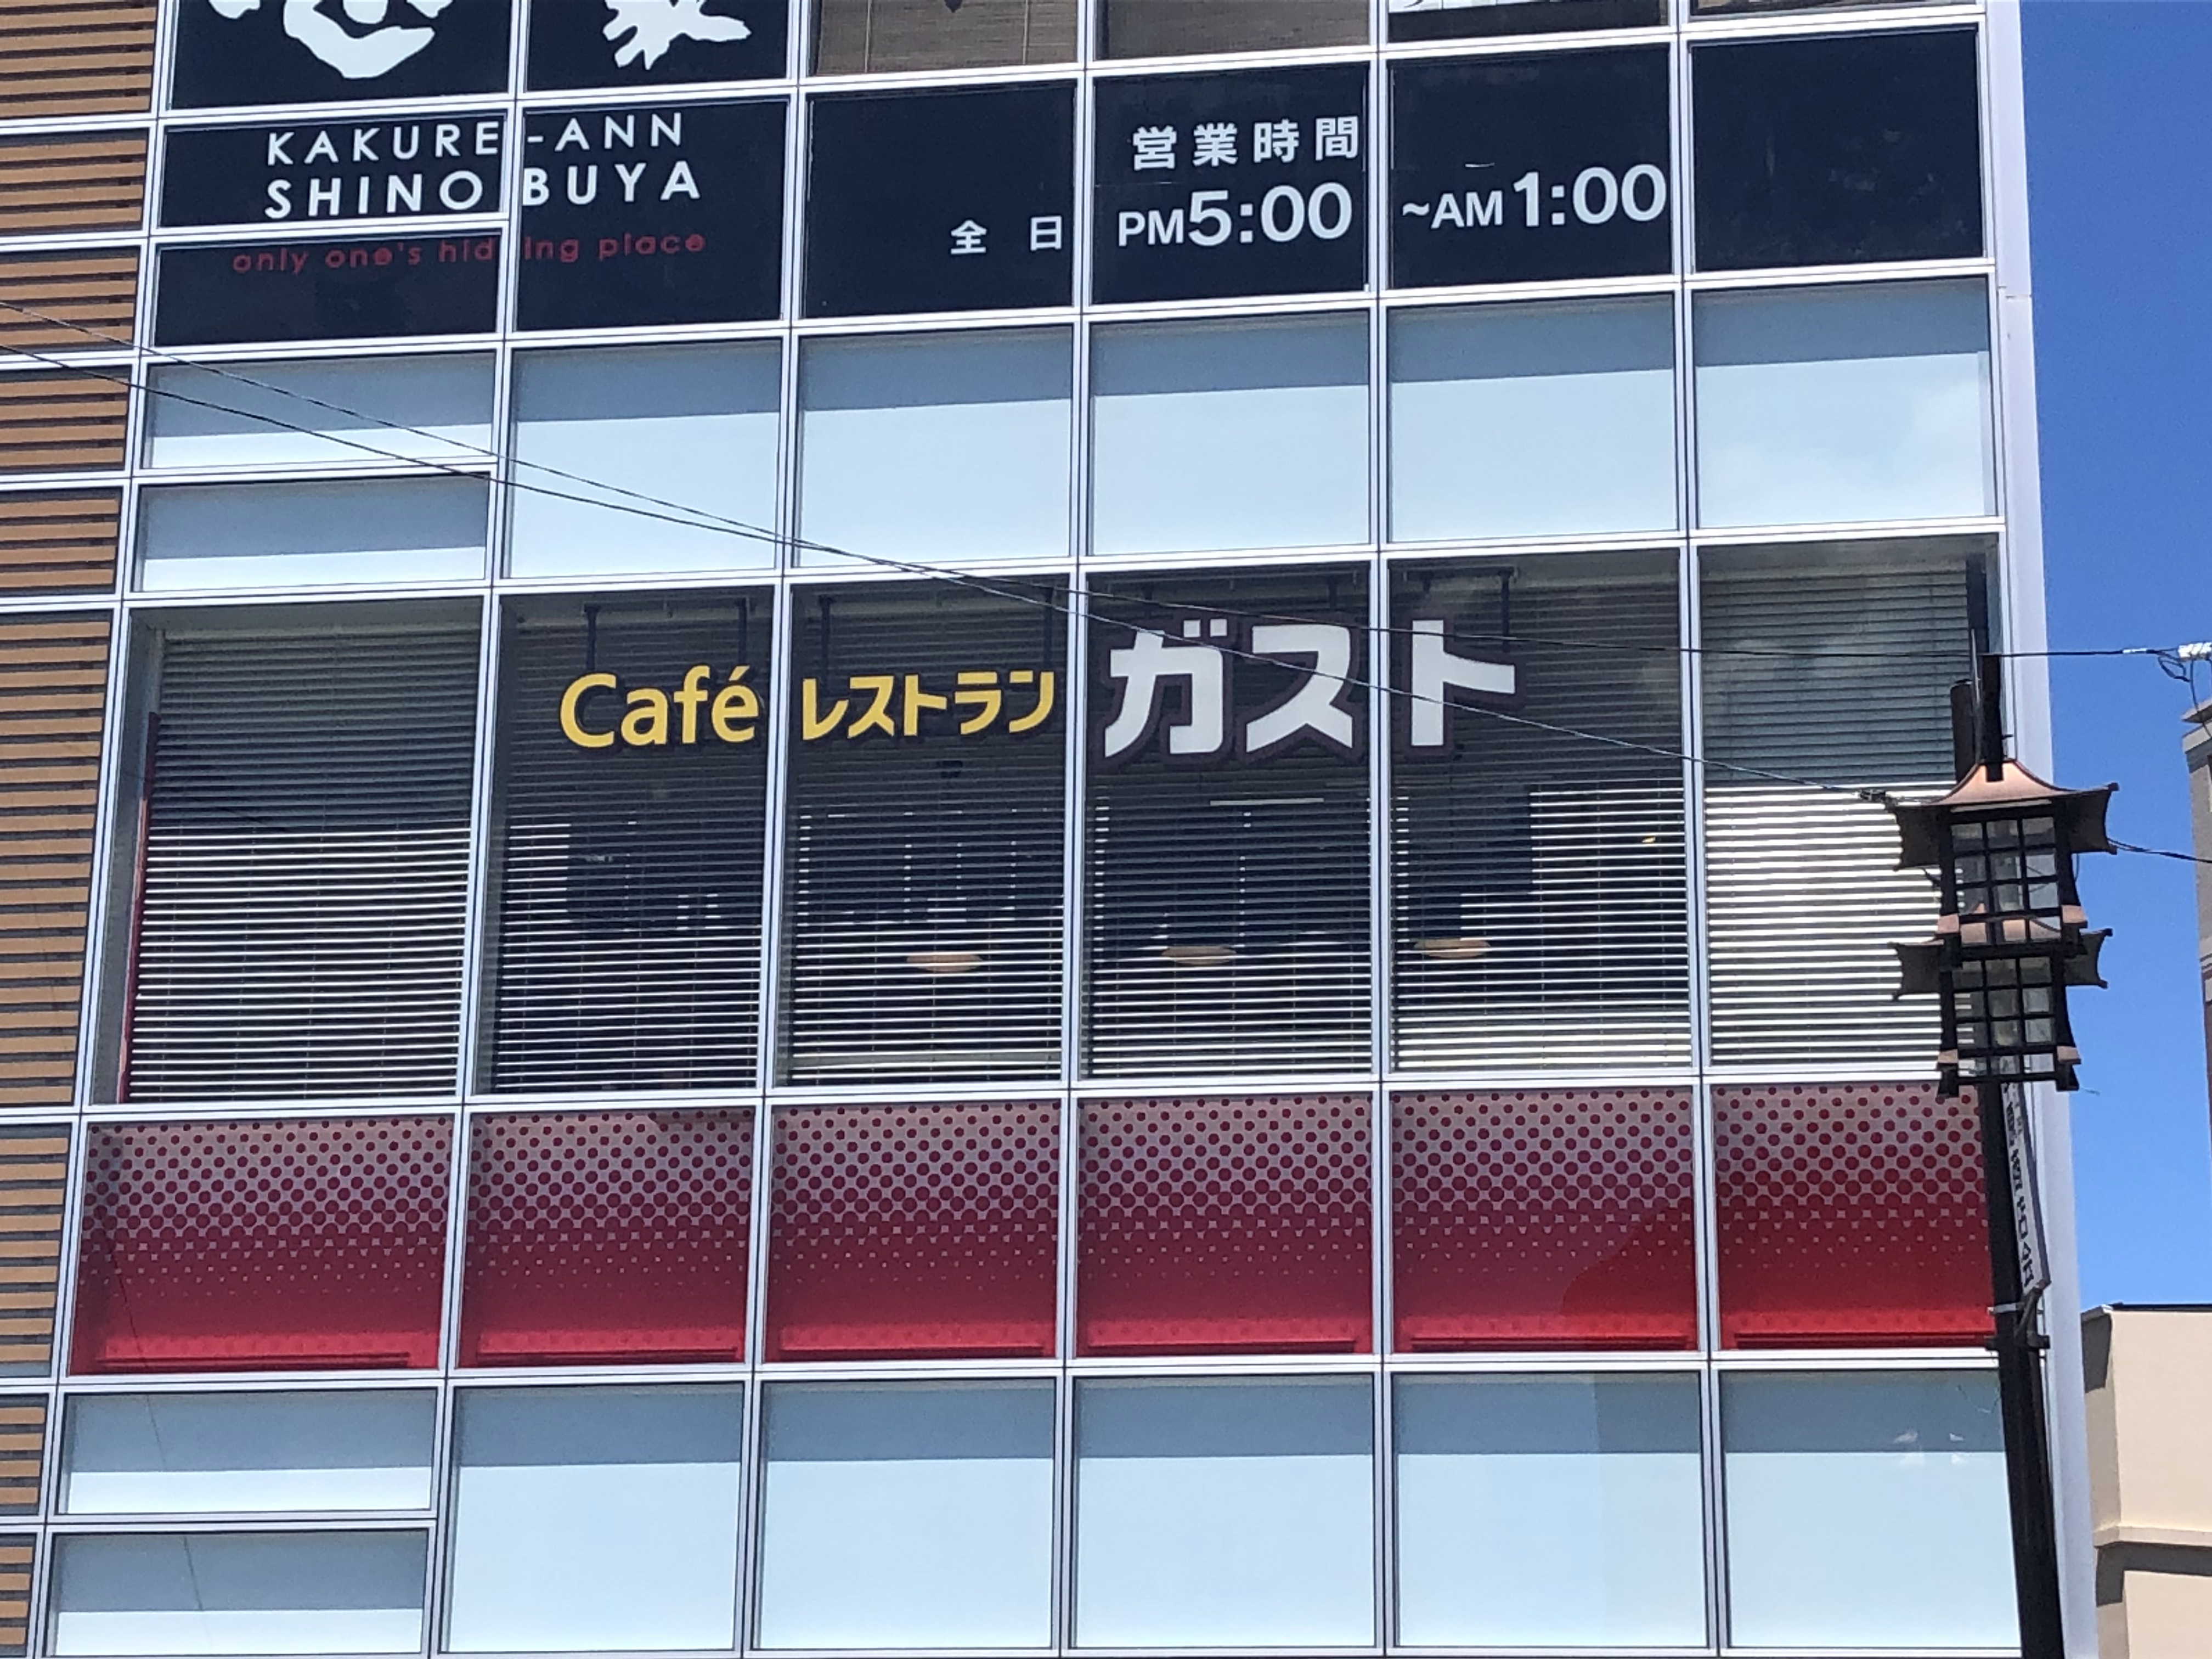 KAKURE-ANN
SHINOBUYA
only one's hidding place
営業時間
全日 PM5:00 ~AM1:00
Café レストラン ガスト